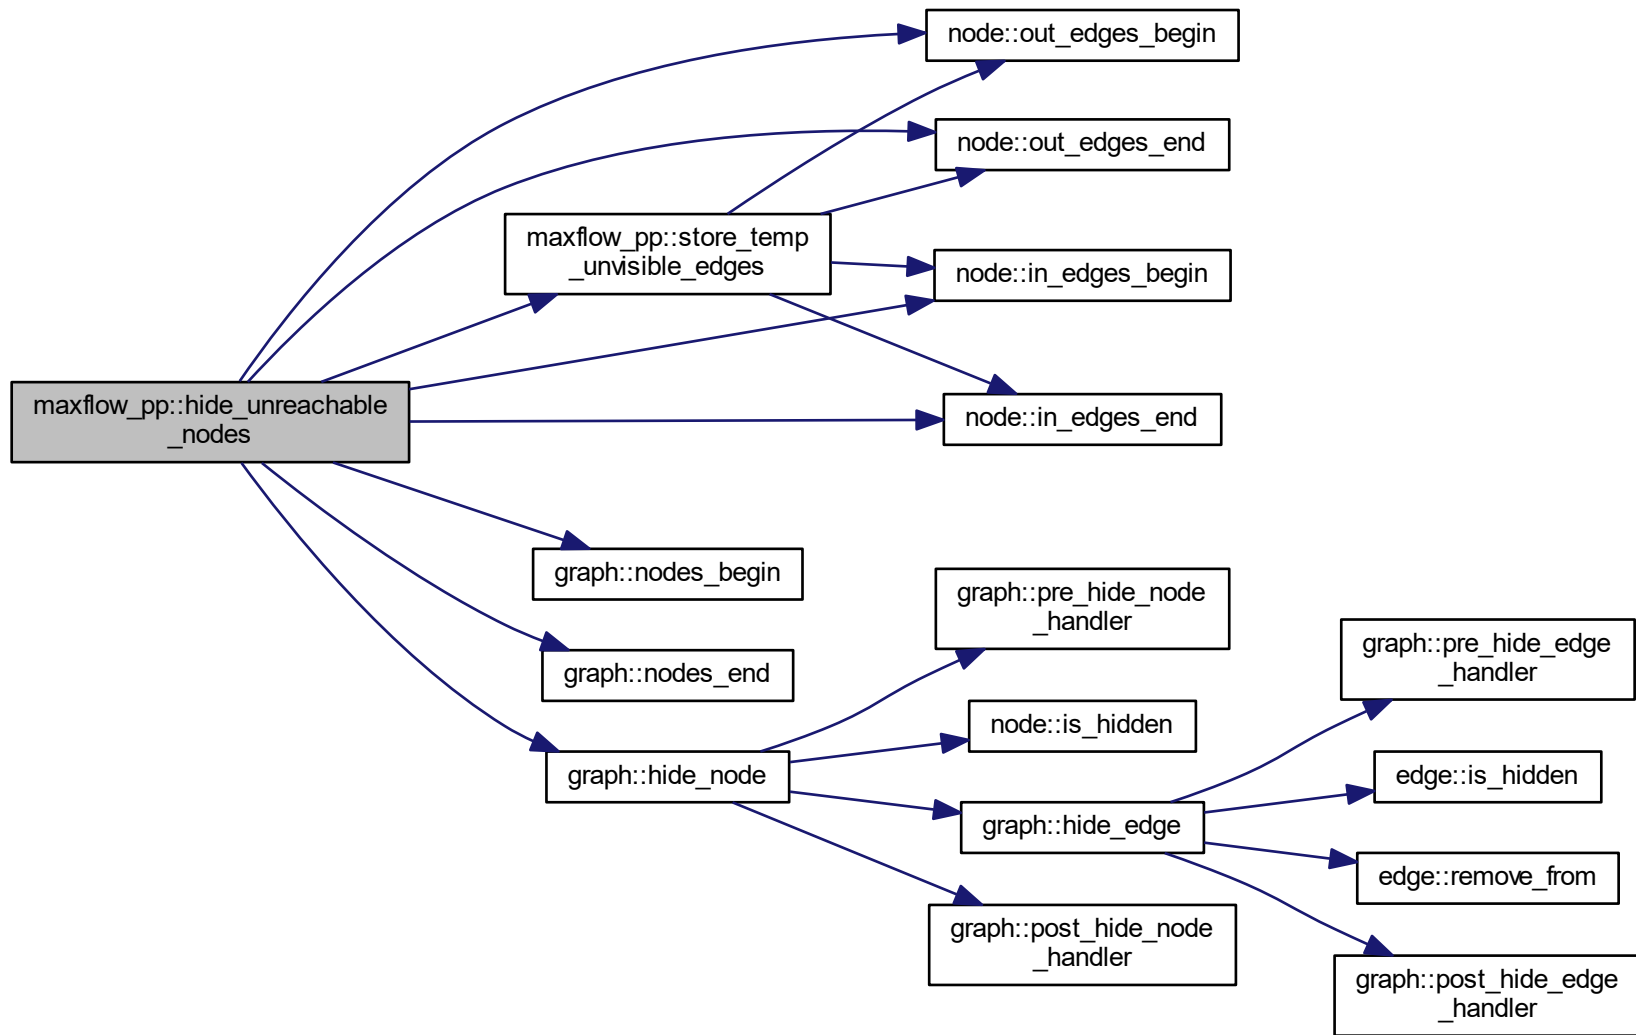 node::out_edges_begin
node::out_edges_end
maxflow_pp::store_temp
_unvisible_edges
node::in_edges_begin
maxflow_pp::hide_unreachable
_nodes
node::in_edges_end
graph::nodes_begin
graph::pre_hide_node
_handler
graph::pre_hide_edge
_handler
graph::nodes_end
node::is_hidden
graph::hide_node
edge::is_hidden
graph::hide_edge
edge::remove_from
graph::post_hide_node
_handler
graph::post_hide_edge
_handler